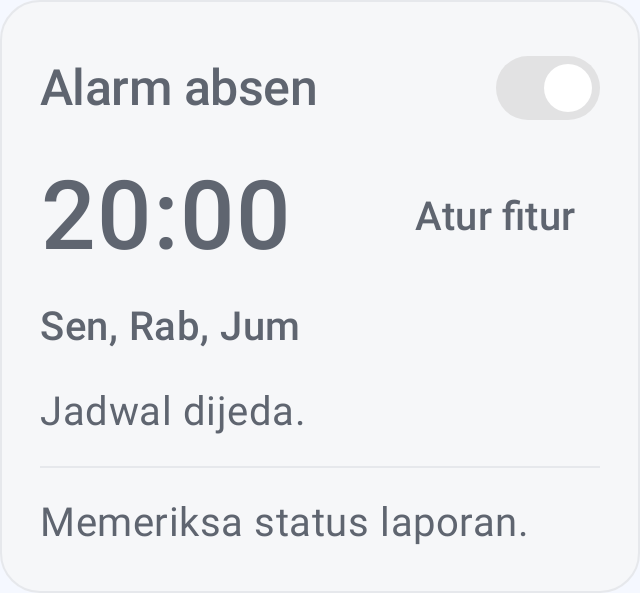 Alarm absen
20:00
Atur fitur
Sen, Rab, Jum
Jadwal dijeda.
Memeriksa status laporan.